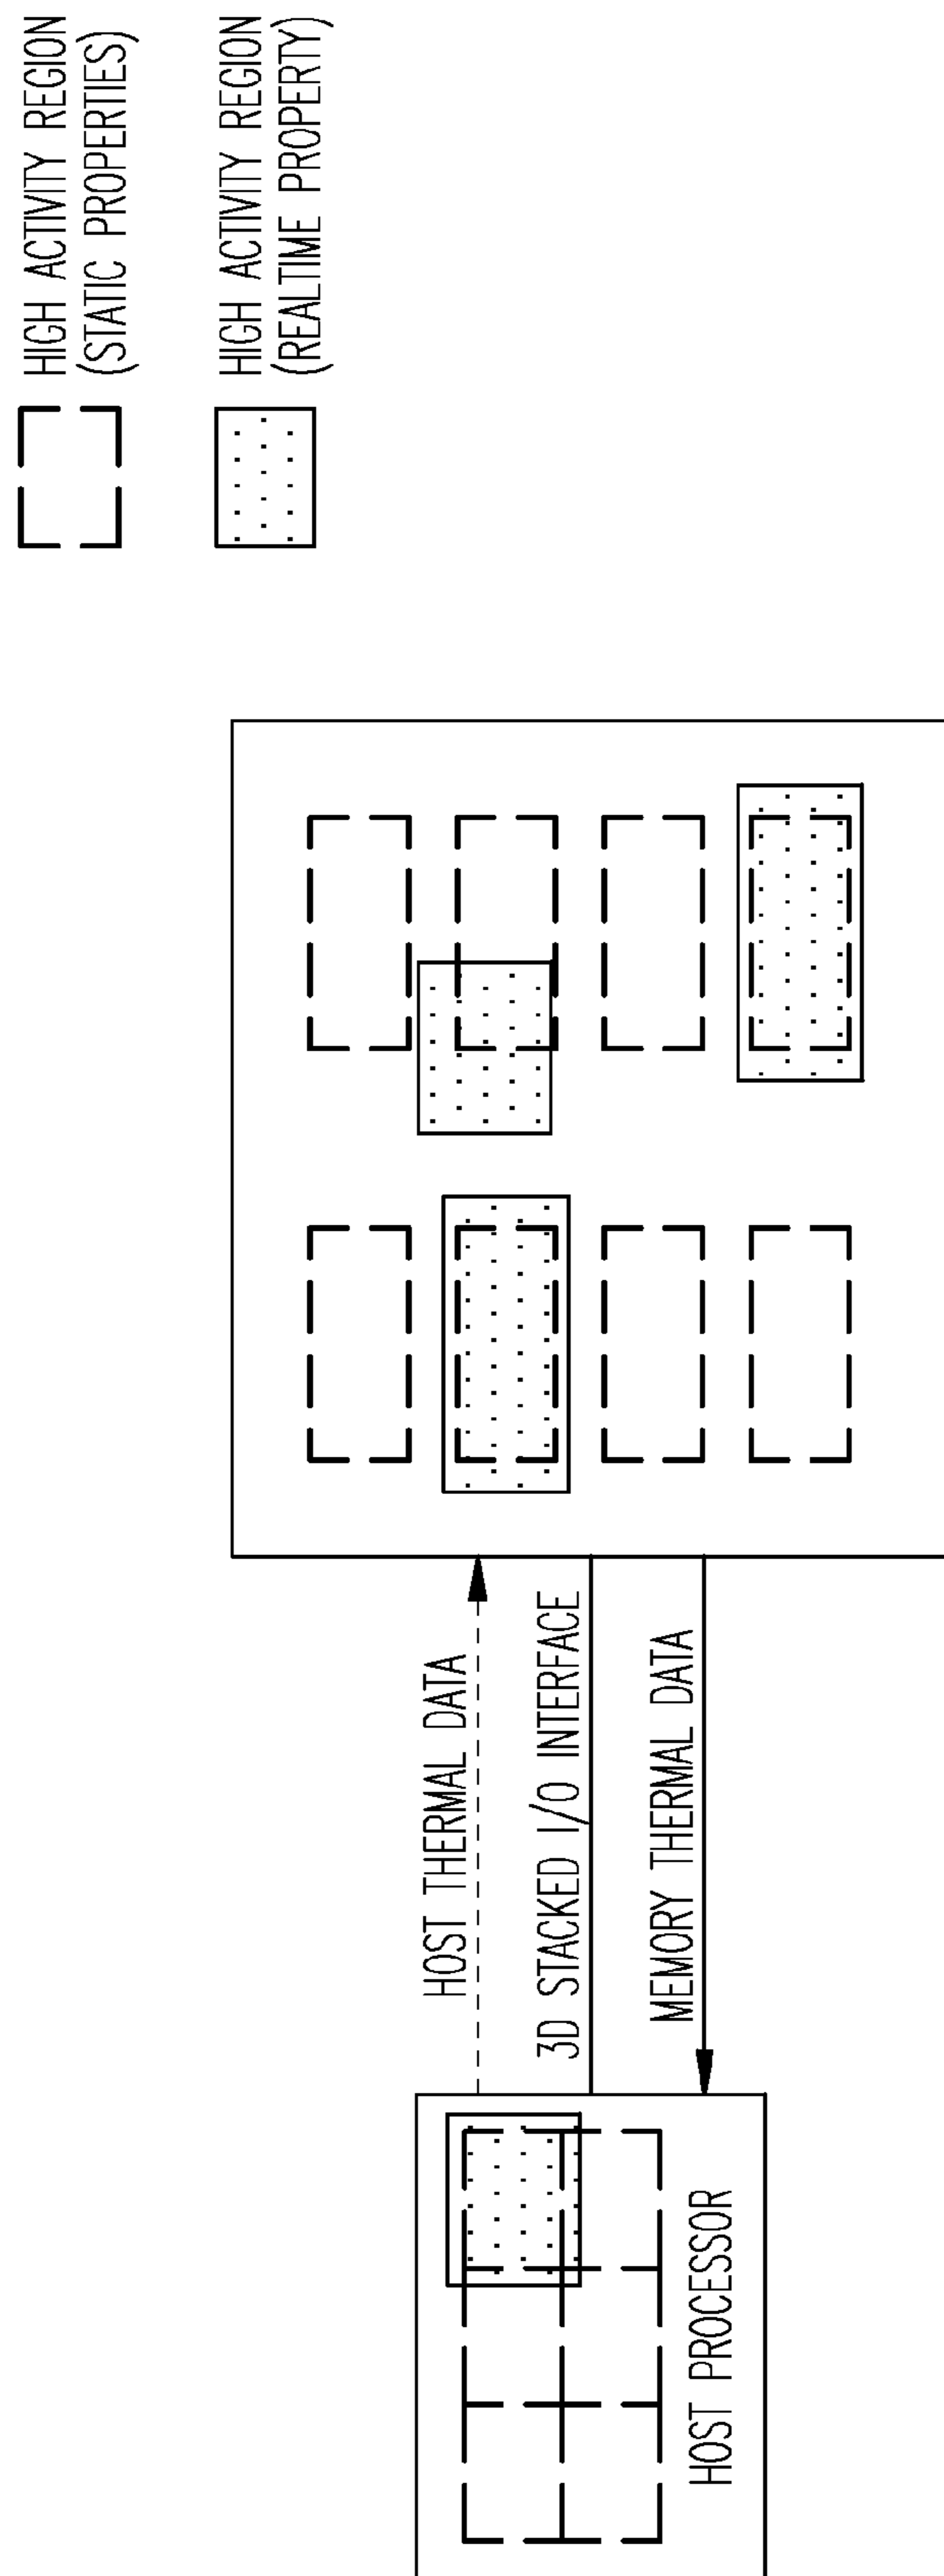 HIGH ACTIVITY REGION
(STATIC PROPERTIES)
HIGH ACTIVITY REGION
(REALTIME PROPERTY)
HOST THERMAL DATA
3D STACKED I/O INTERFACE
MEMORY THERMAL DATA
HOST PROCESSOR